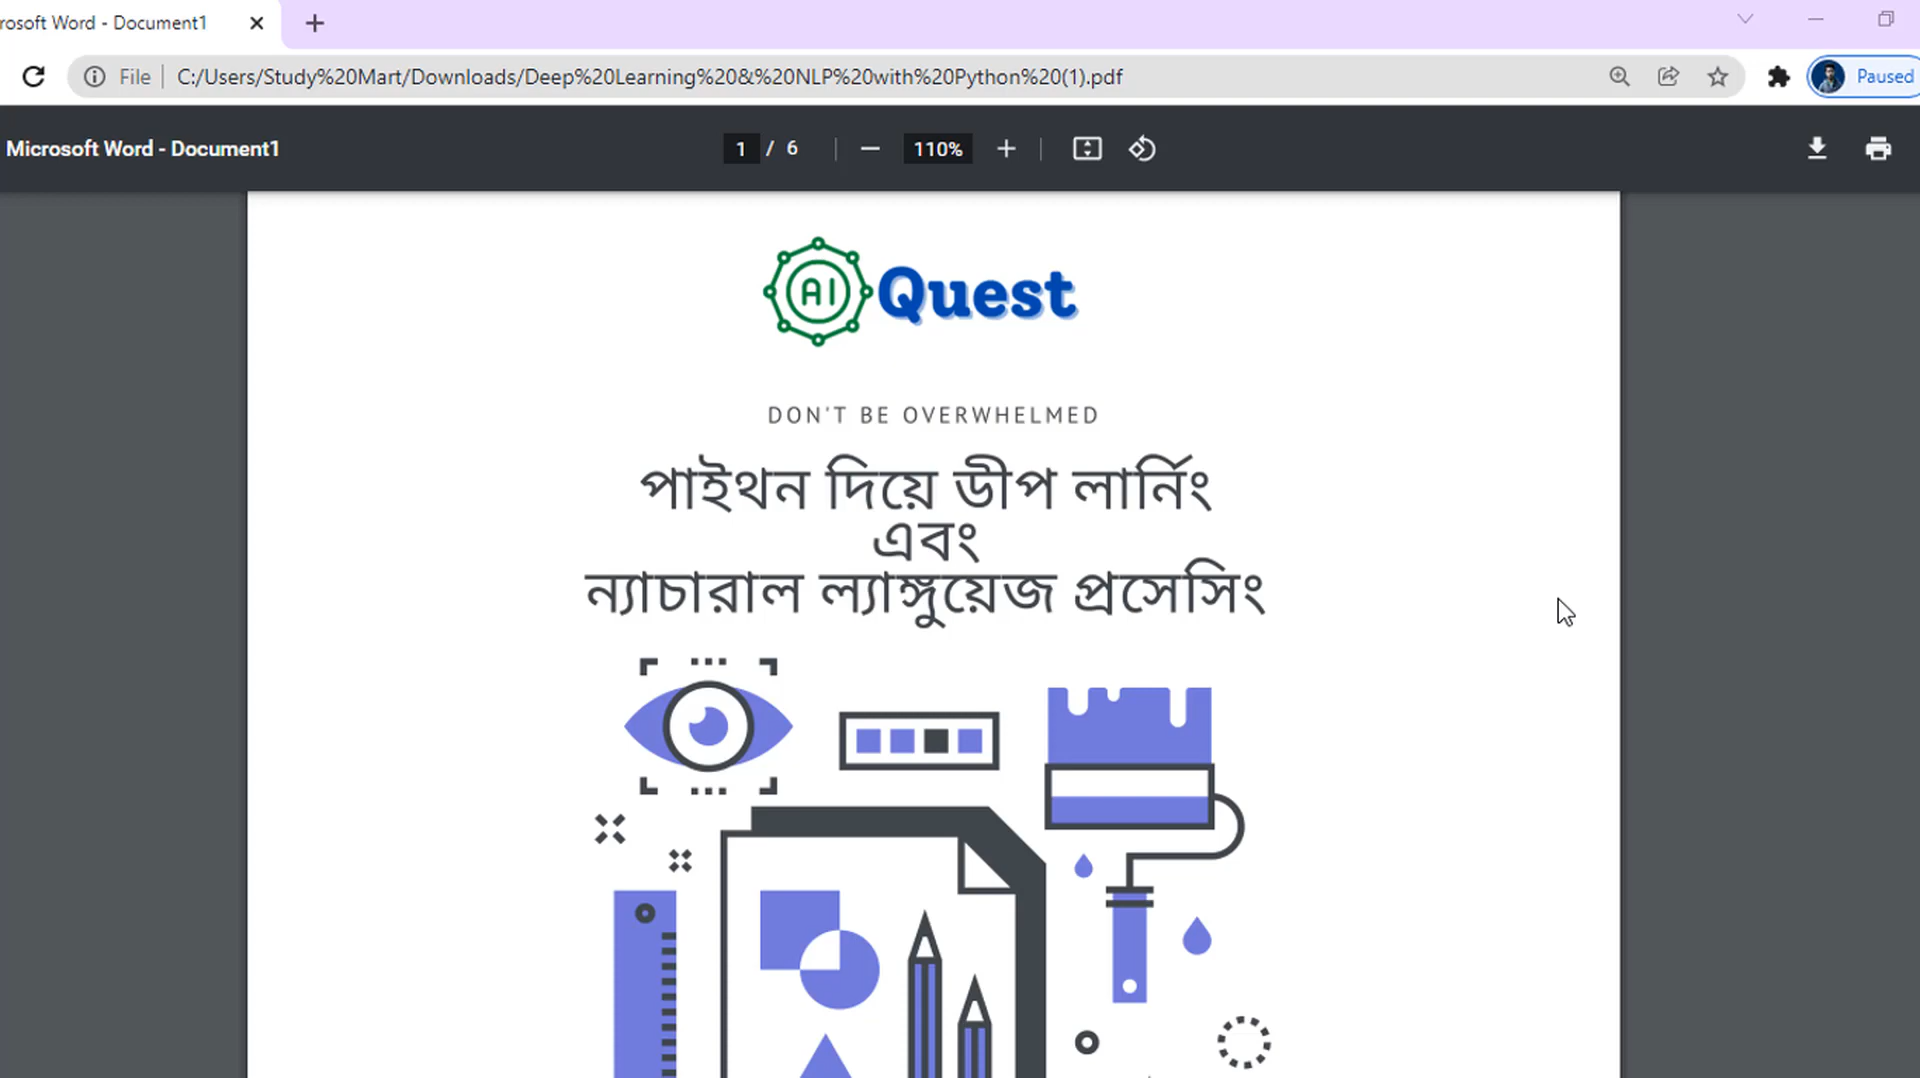 rosoft Word - Document1
File
C:/Users/Study%20Mart/Downloads/Deep%20Learning%20&%20NLP%20with%20Python%20(1).pdf
Paused
Microsoft Word - Document1
1 / 6
110%
AI Quest
DON'T BE OVERWHELMED
পাইথন দিয়ে ডীপ লার্নিং
এবং
ন্যাচারাল ল্যাঙ্গুয়েজ প্রসেসিং